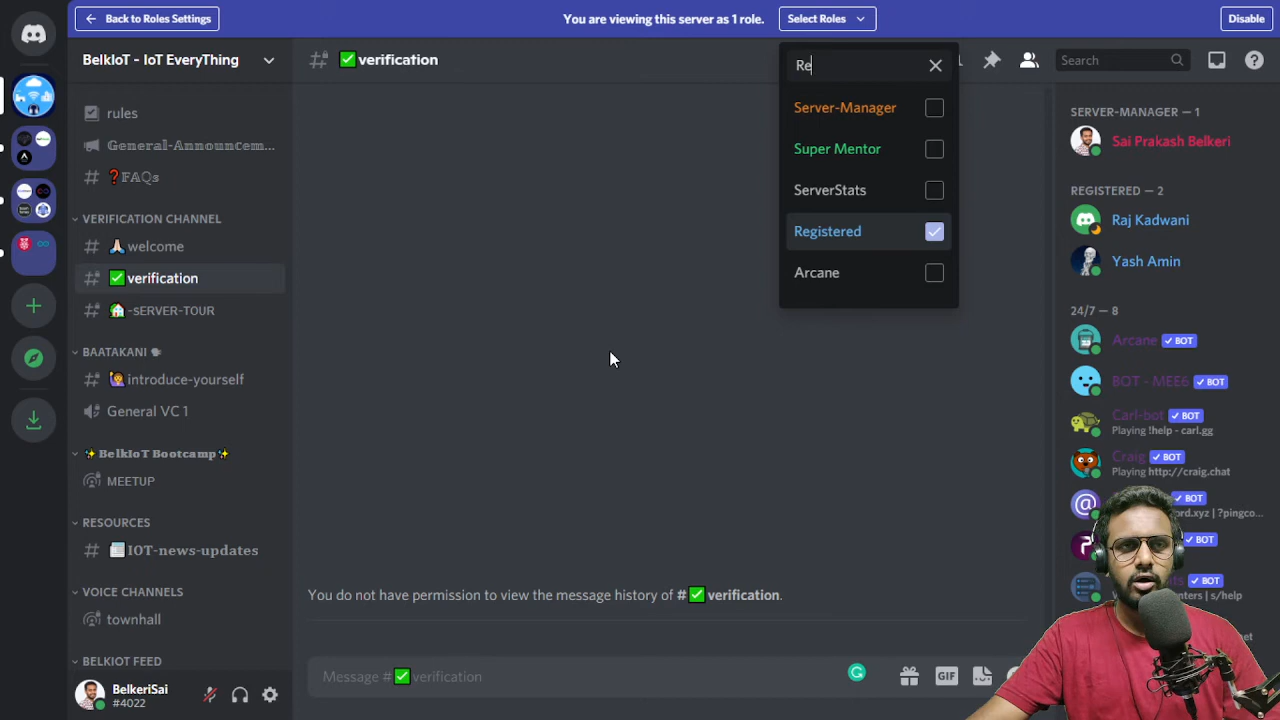 Back to Roles Settings
You are viewing this server as 1 role.
Select Roles
Disable
BelkIoT - IoT EveryThing
✅verification
Search
rules
General-Announcem...
❓FAQs
VERIFICATION CHANNEL
🙏🏻welcome
✅verification
🏠-sERVER-TOUR
BAATAKANI 🗣
🙋introduce-yourself
General VC 1
✨BelkIoT Bootcamp✨
MEETUP
RESOURCES
📰IOT-news-updates
VOICE CHANNELS
townhall
BELKIOT FEED
BelkeriSai
#4022
Re
Server-Manager
Super Mentor
ServerStats
Registered
Arcane
You do not have permission to view the message history of #✅verification.
Message #✅verification
GIF
SERVER-MANAGER — 1
Sai Prakash Belkeri
REGISTERED — 2
Raj Kadwani
Yash Amin
24/7 — 8
Arcane ✓ BOT
BOT - MEE6 ✓ BOT
Carl-bot ✓ BOT
Playing !help - carl.gg
Craig ✓ BOT
Playing http://craig.chat
✓ BOT
ord.xyz | ?pingco...
✓ BOT
✓ BOT
nters | s/help